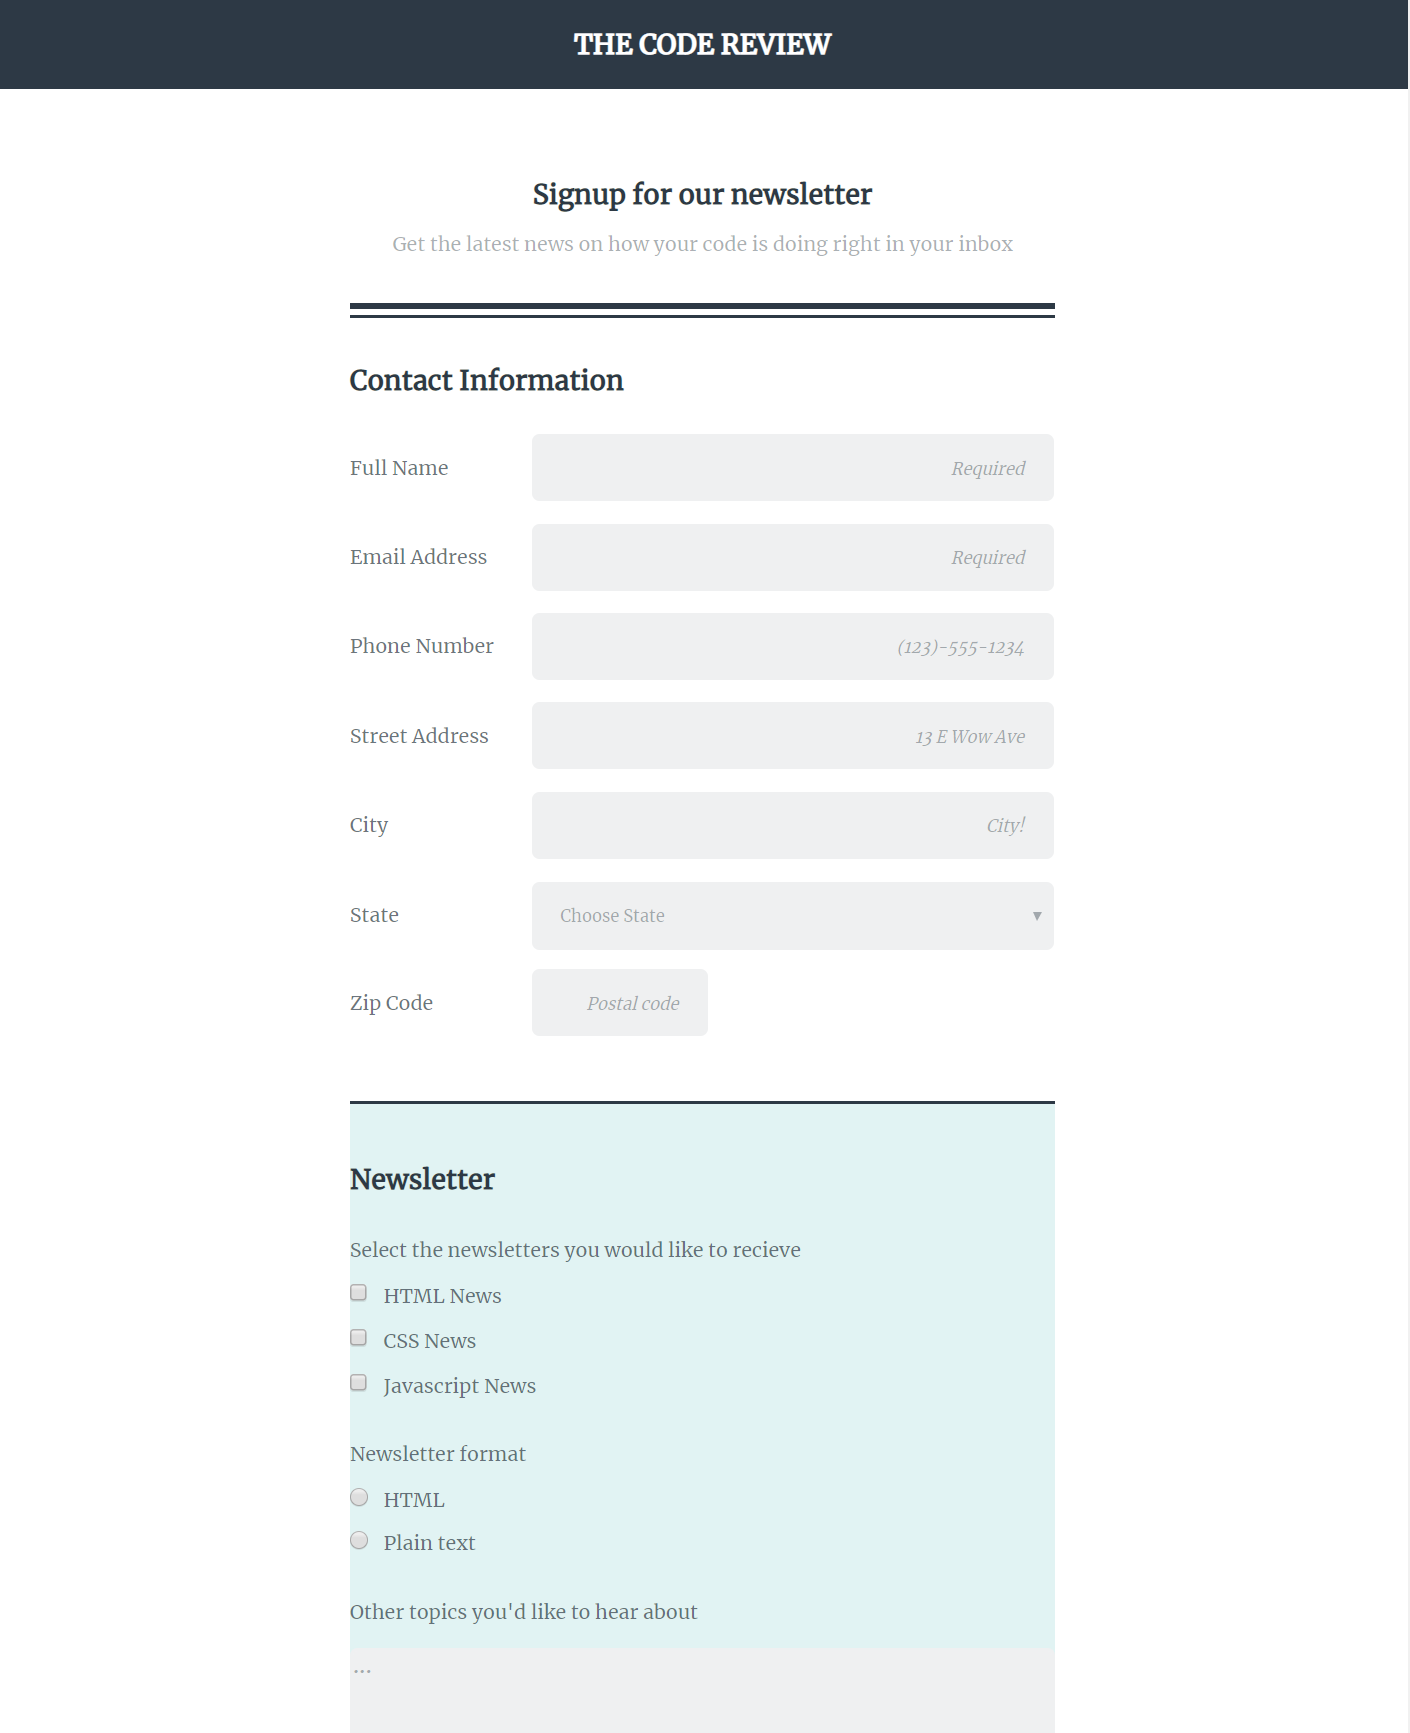 THE CODE REVIEW
Signup for our newsletter
Get the latest news on how your code is doing right in your inbox
Contact Information
Full Name
Required
Email Address
Required
Phone Number
(123)-555-1234
Street Address
13 E Wow Ave
City
City!
State
Choose State
Zip Code
Postal code
Newsletter
Select the newsletters you would like to recieve
HTML News
CSS News
Javascript News
Newsletter format
HTML
Plain text
Other topics you'd like to hear about
...